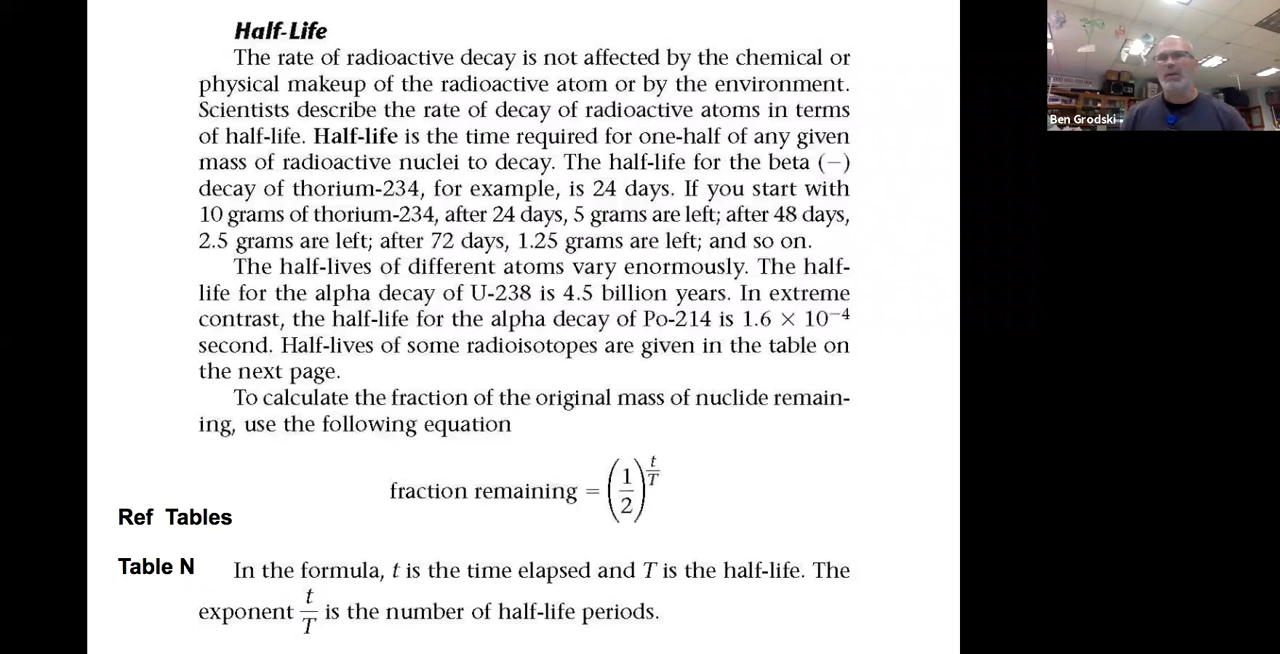 Half-Life
The rate of radioactive decay is not affected by the chemical or
physical makeup of the radioactive atom or by the environment.
Scientists describe the rate of decay of radioactive atoms in terms
of half-life. Half-life is the time required for one-half of any given
mass of radioactive nuclei to decay. The half-life for the beta (−)
decay of thorium-234, for example, is 24 days. If you start with
10 grams of thorium-234, after 24 days, 5 grams are left; after 48 days,
2.5 grams are left; after 72 days, 1.25 grams are left; and so on.
The half-lives of different atoms vary enormously. The half-
life for the alpha decay of U-238 is 4.5 billion years. In extreme
contrast, the half-life for the alpha decay of Po-214 is 1.6 × 10⁻⁴
second. Half-lives of some radioisotopes are given in the table on
the next page.
To calculate the fraction of the original mass of nuclide remain-
ing, use the following equation
fraction remaining = (1/2)^(t/T)
Ref Tables
Table N
In the formula, t is the time elapsed and T is the half-life. The
exponent t/T is the number of half-life periods.
Ben Grodski